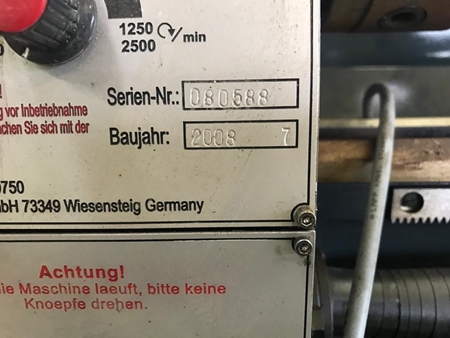 1250 /min
2500
Serien-Nr.: 080588
g vor Inbetriebnahme
chen Sie sich mit der
Baujahr: 2008 7
0750
bH 73349 Wiesensteig Germany
Achtung!
ie Maschine laeuft, bitte keine
Knoepfe drehen.